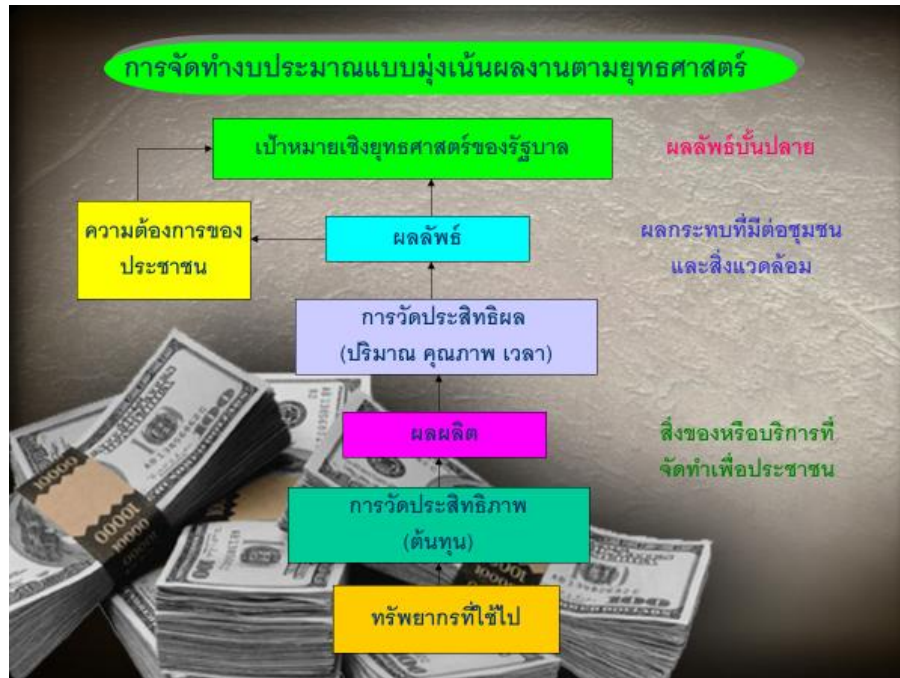 การจัดทำงบประมาณแบบมุ่งเน้นผลงานตามยุทธศาสตร์
เป้าหมายเชิงยุทธศาสตร์ของรัฐบาล
ผลลัพธ์บั้นปลาย
ความต้องการของ
ประชาชน
ผลลัพธ์
ผลกระทบที่มีต่อชุมชน
และสิ่งแวดล้อม
การวัดประสิทธิผล
(ปริมาณ คุณภาพ เวลา)
ผลผลิต
สิ่งของหรือบริการที่
จัดทำเพื่อประชาชน
การวัดประสิทธิภาพ
(ต้นทุน)
ทรัพยากรที่ใช้ไป
10000
10000
100